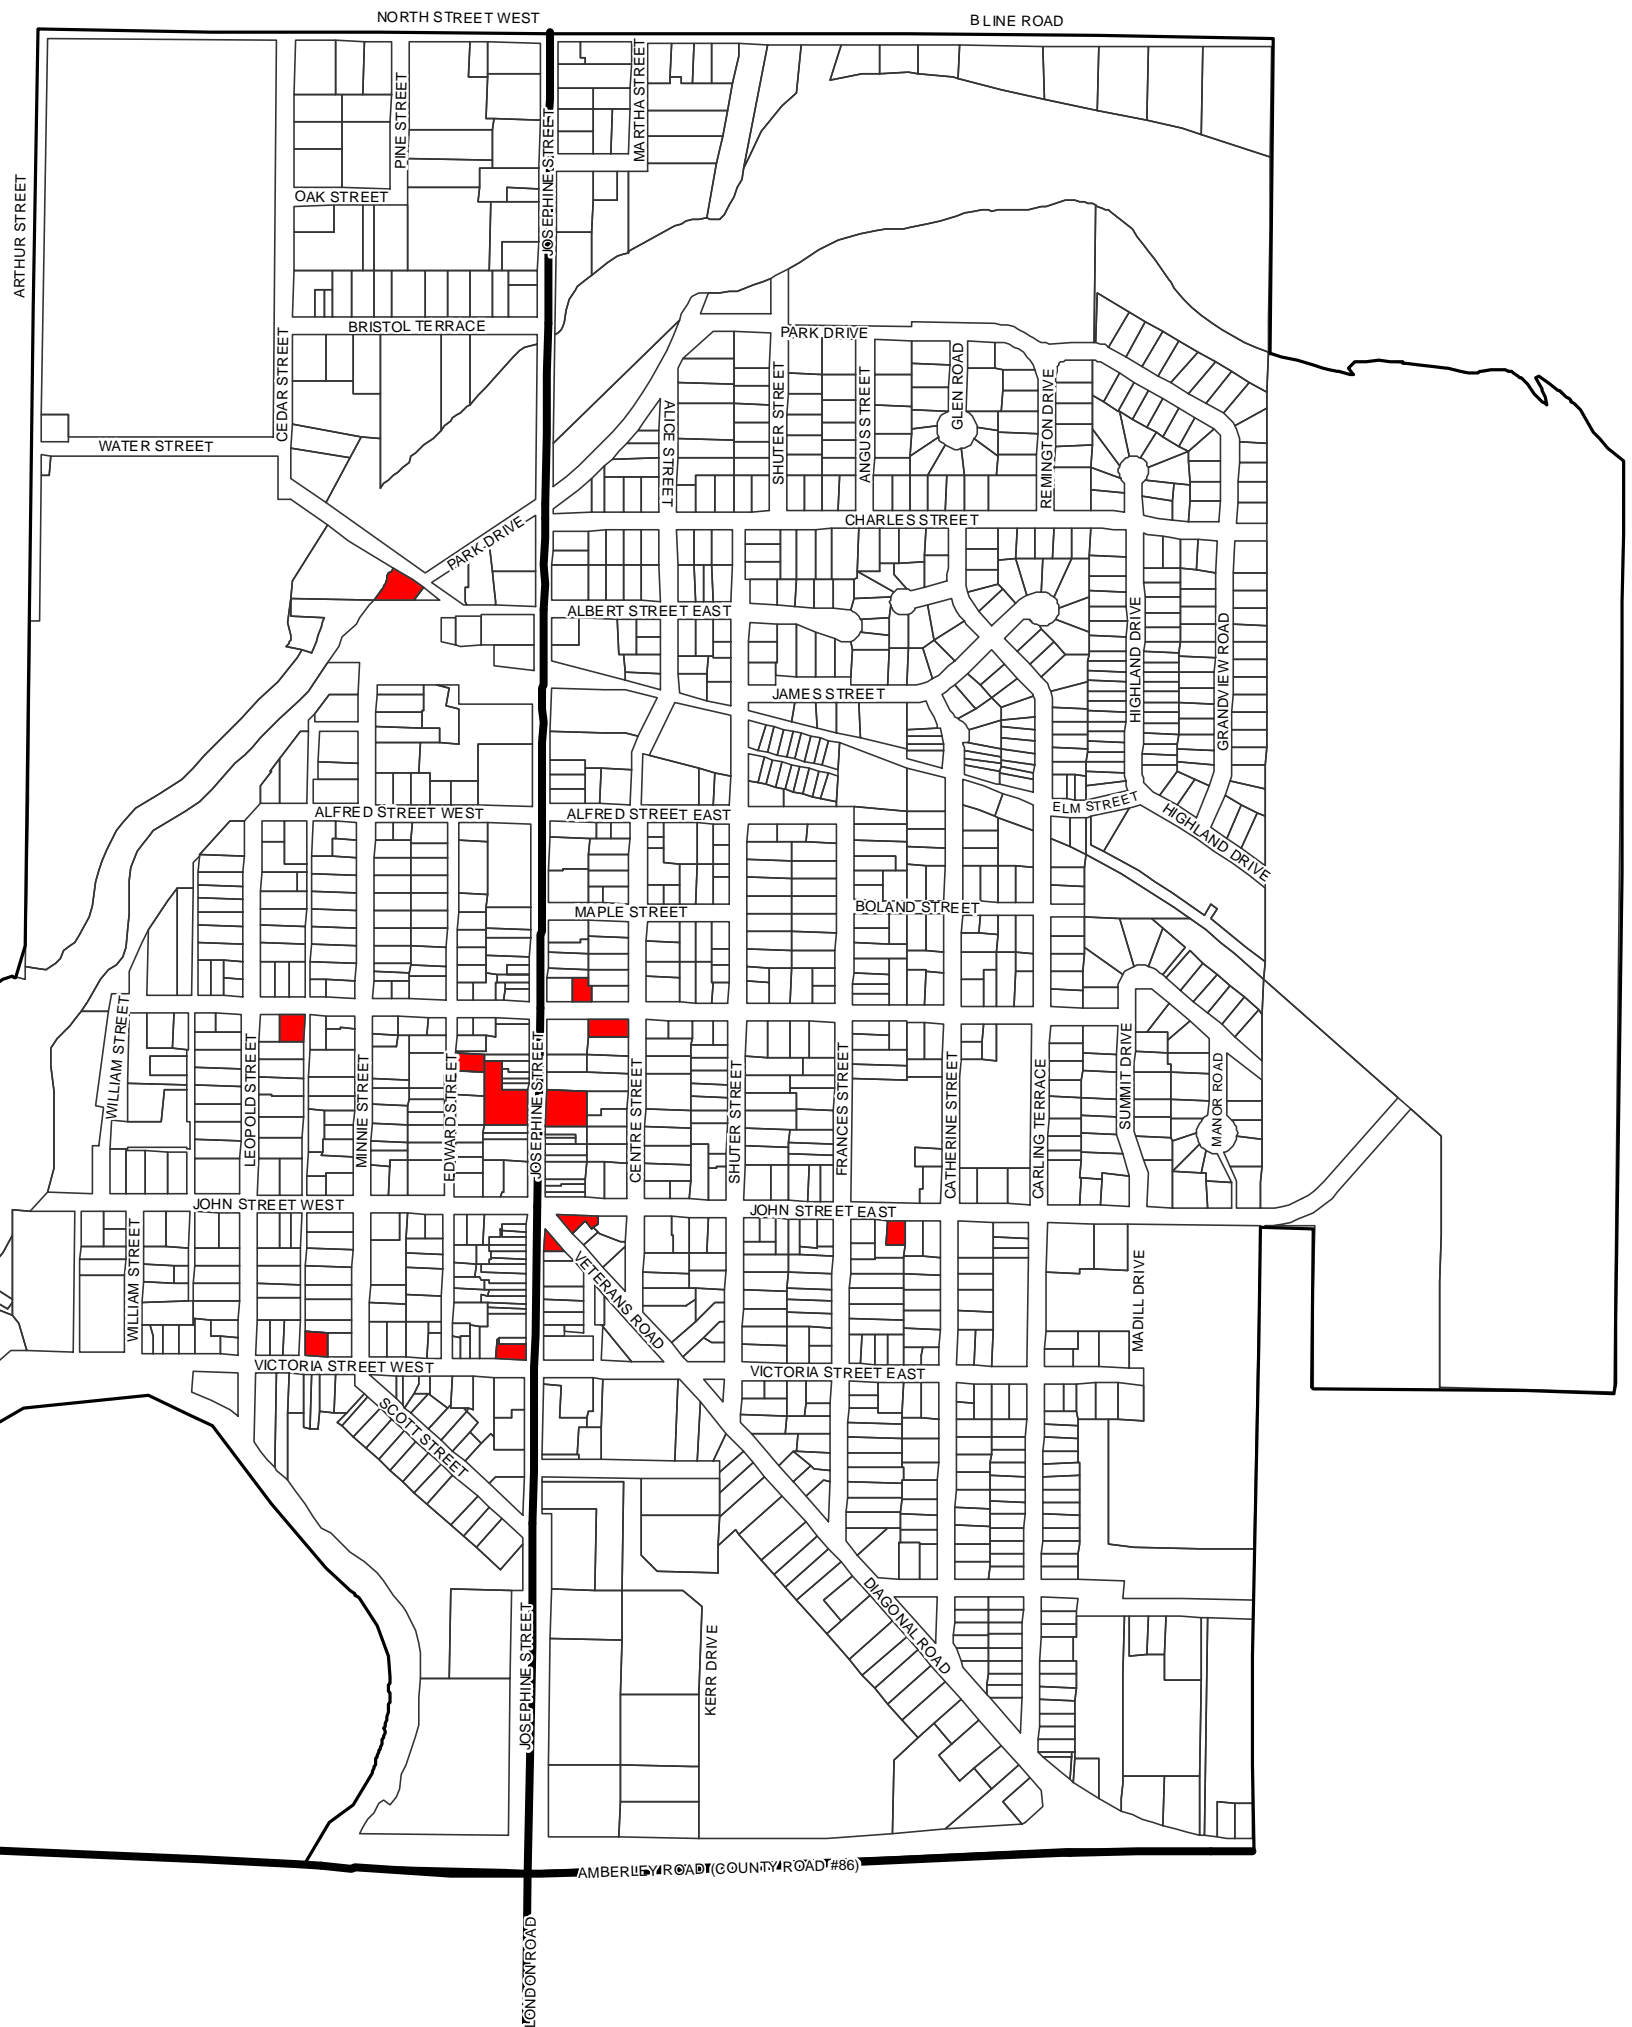 NORTH STREET WEST
B LINE ROAD
MARTHA STREET
PINE STREET
JOSEPHINE STREET
OAK STREET
ARTHUR STREET
BRISTOL TERRACE
PARK DRIVE
CEDAR STREET
GLEN ROAD
SHUTER STREET
ANGUS STREET
REMINGTON DRIVE
ALICE STREET
WATER STREET
CHARLES STREET
PARK DRIVE
ALBERT STREET EAST
HIGHLAND DRIVE
GRANDVIEW ROAD
JAMES STREET
ELM STREET
ALFRED STREET WEST
ALFRED STREET EAST
HIGHLAND DRIVE
MAPLE STREET
BOLAND STREET
WILLIAM STREET
LEOPOLD STREET
MINNIE STREET
EDWARD STREET
JOSEPHINE STREET
CENTRE STREET
SHUTER STREET
FRANCES STREET
CATHERINE STREET
CARLING TERRACE
SUMMIT DRIVE
MANOR ROAD
JOHN STREET WEST
JOHN STREET EAST
WILLIAM STREET
VETERANS ROAD
MADILL DRIVE
VICTORIA STREET WEST
VICTORIA STREET EAST
SCOTT STREET
DIAGONAL ROAD
JOSEPHINE STREET
KERR DRIVE
AMBERLEY ROAD (COUNTY ROAD #86)
LONDON ROAD